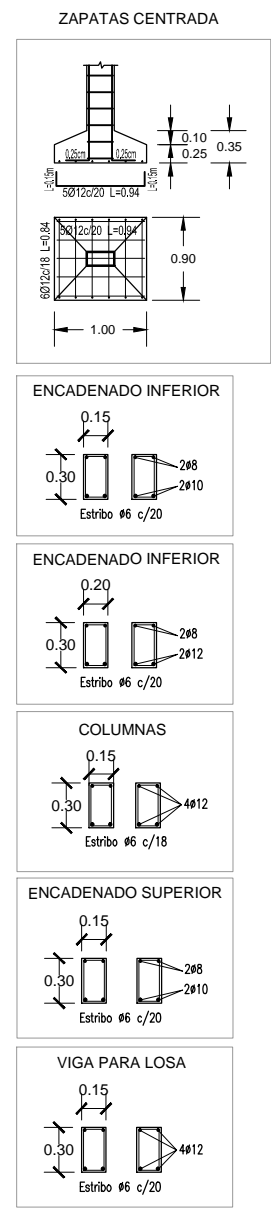 ZAPATAS CENTRADA
0.10
0.25
0.35
0,25cm
0,25cm
L=0.15m
L=0.15m
5Ø12c/20 L=0.94
6Ø12c/18 L=0.84
5Ø12c/20 L=0.94
0.90
1.00
ENCADENADO INFERIOR
0.15
0.30
2ø8
2ø10
Estribo ø6 c/20
ENCADENADO INFERIOR
0.20
0.30
2ø8
2ø12
Estribo ø6 c/20
COLUMNAS
0.15
0.30
4ø12
Estribo ø6 c/18
ENCADENADO SUPERIOR
0.15
0.30
2ø8
2ø10
Estribo ø6 c/20
VIGA PARA LOSA
0.15
0.30
4ø12
Estribo ø6 c/20